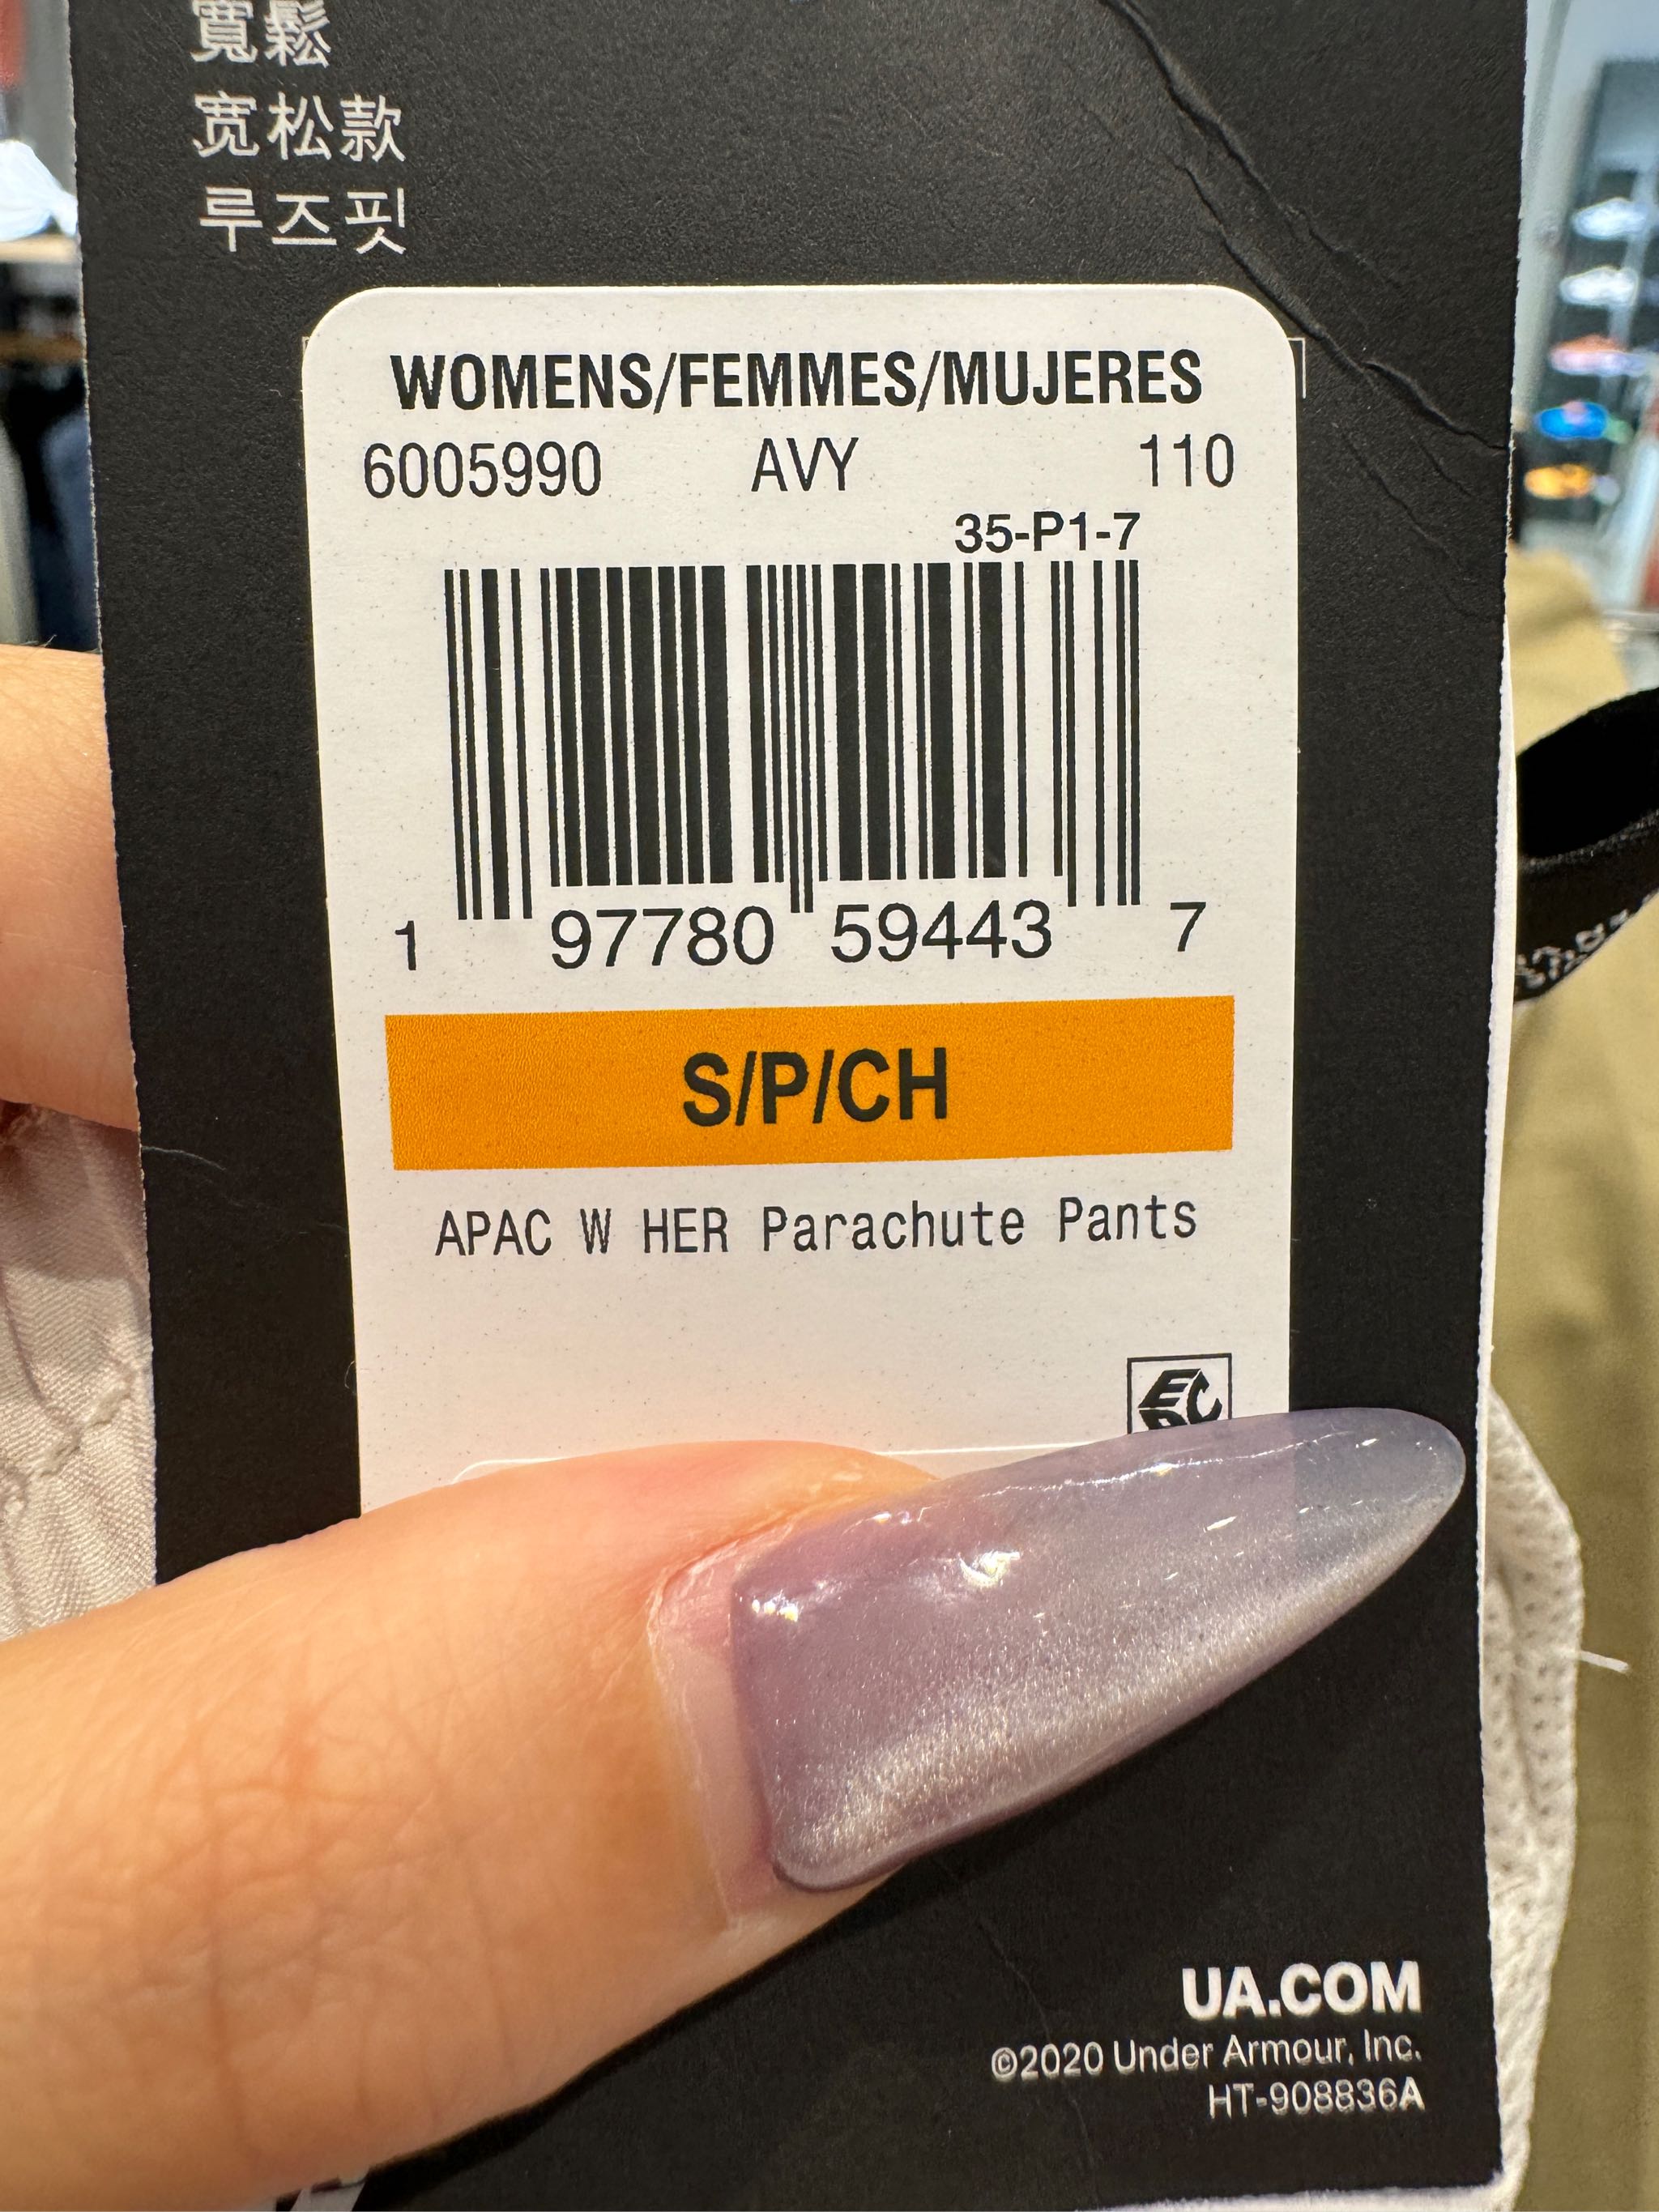 寬鬆
宽松款
루즈핏
WOMENS/FEMMES/MUJERES
6005990 AVY 110
35-P1-7
1 97780 59443 7
S/P/CH
APAC W HER Parachute Pants
UA.COM
©2020 Under Armour, Inc.
HT-908836A